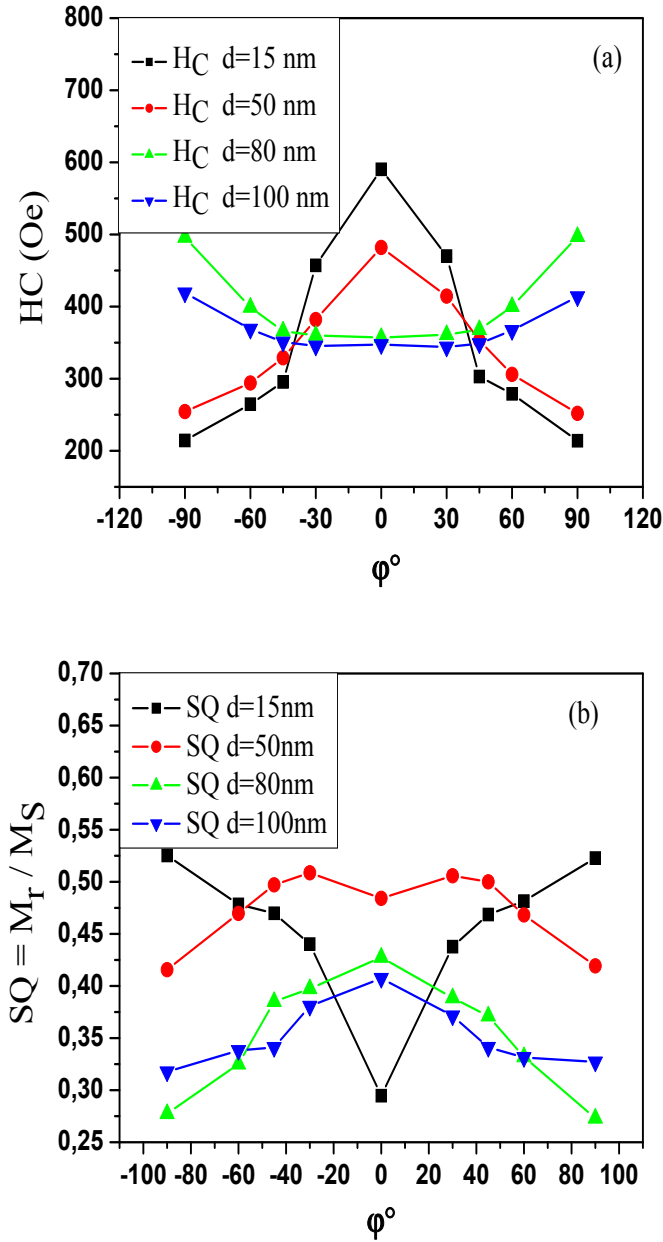 800
700
600
500
400
300
200
HC (Oe)
H_C d=15 nm
H_C d=50 nm
H_C d=80 nm
H_C d=100 nm
(a)
-120 -90 -60 -30 0 30 60 90 120
φ°
0,70
0,65
0,60
0,55
0,50
0,45
0,40
0,35
0,30
0,25
SQ = M_r / M_S
SQ d=15nm
SQ d=50nm
SQ d=80nm
SQ d=100nm
(b)
-100 -80 -60 -40 -20 0 20 40 60 80 100
φ°